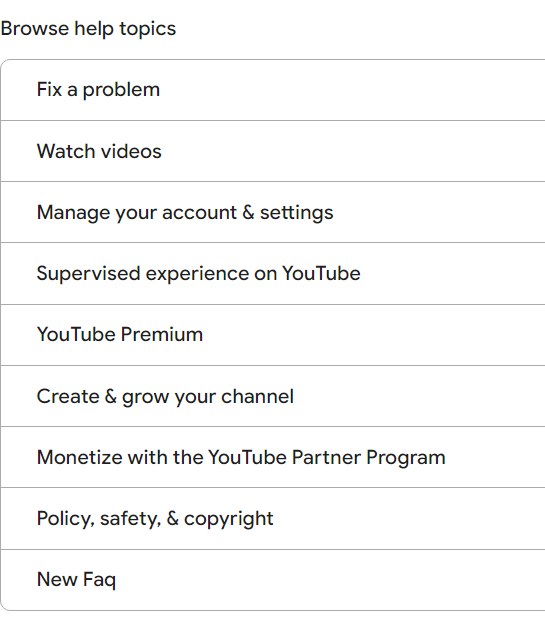 Browse help topics
Fix a problem
Watch videos
Manage your account & settings
Supervised experience on YouTube
YouTube Premium
Create & grow your channel
Monetize with the YouTube Partner Program
Policy, safety, & copyright
New Faq